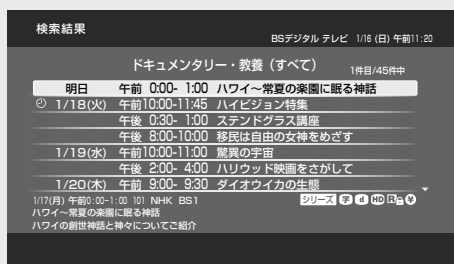 検索結果
BSデジタル テレビ 1/16 (日) 午前11:20
ドキュメンタリー・教養（すべて） 1件目/45件中
明日 午前 0:00- 1:00 ハワイ～常夏の楽園に眠る神話
1/18(火) 午前10:00-11:45 ハイビジョン特集
午後 0:30- 1:00 ステンドグラス講座
午後 8:00-10:00 移民は自由の女神をめざす
1/19(水) 午前10:00-11:00 驚異の宇宙
午後 2:00- 4:00 ハリウッド映画をさがして
1/20(木) 午前 9:00- 9:30 ダイオウイカの生態
1/17(月) 午前0:00-1:00 101 NHK BS1 シリーズ 字 d HD ¥
ハワイ～常夏の楽園に眠る神話
ハワイの創世神話と神々についてご紹介